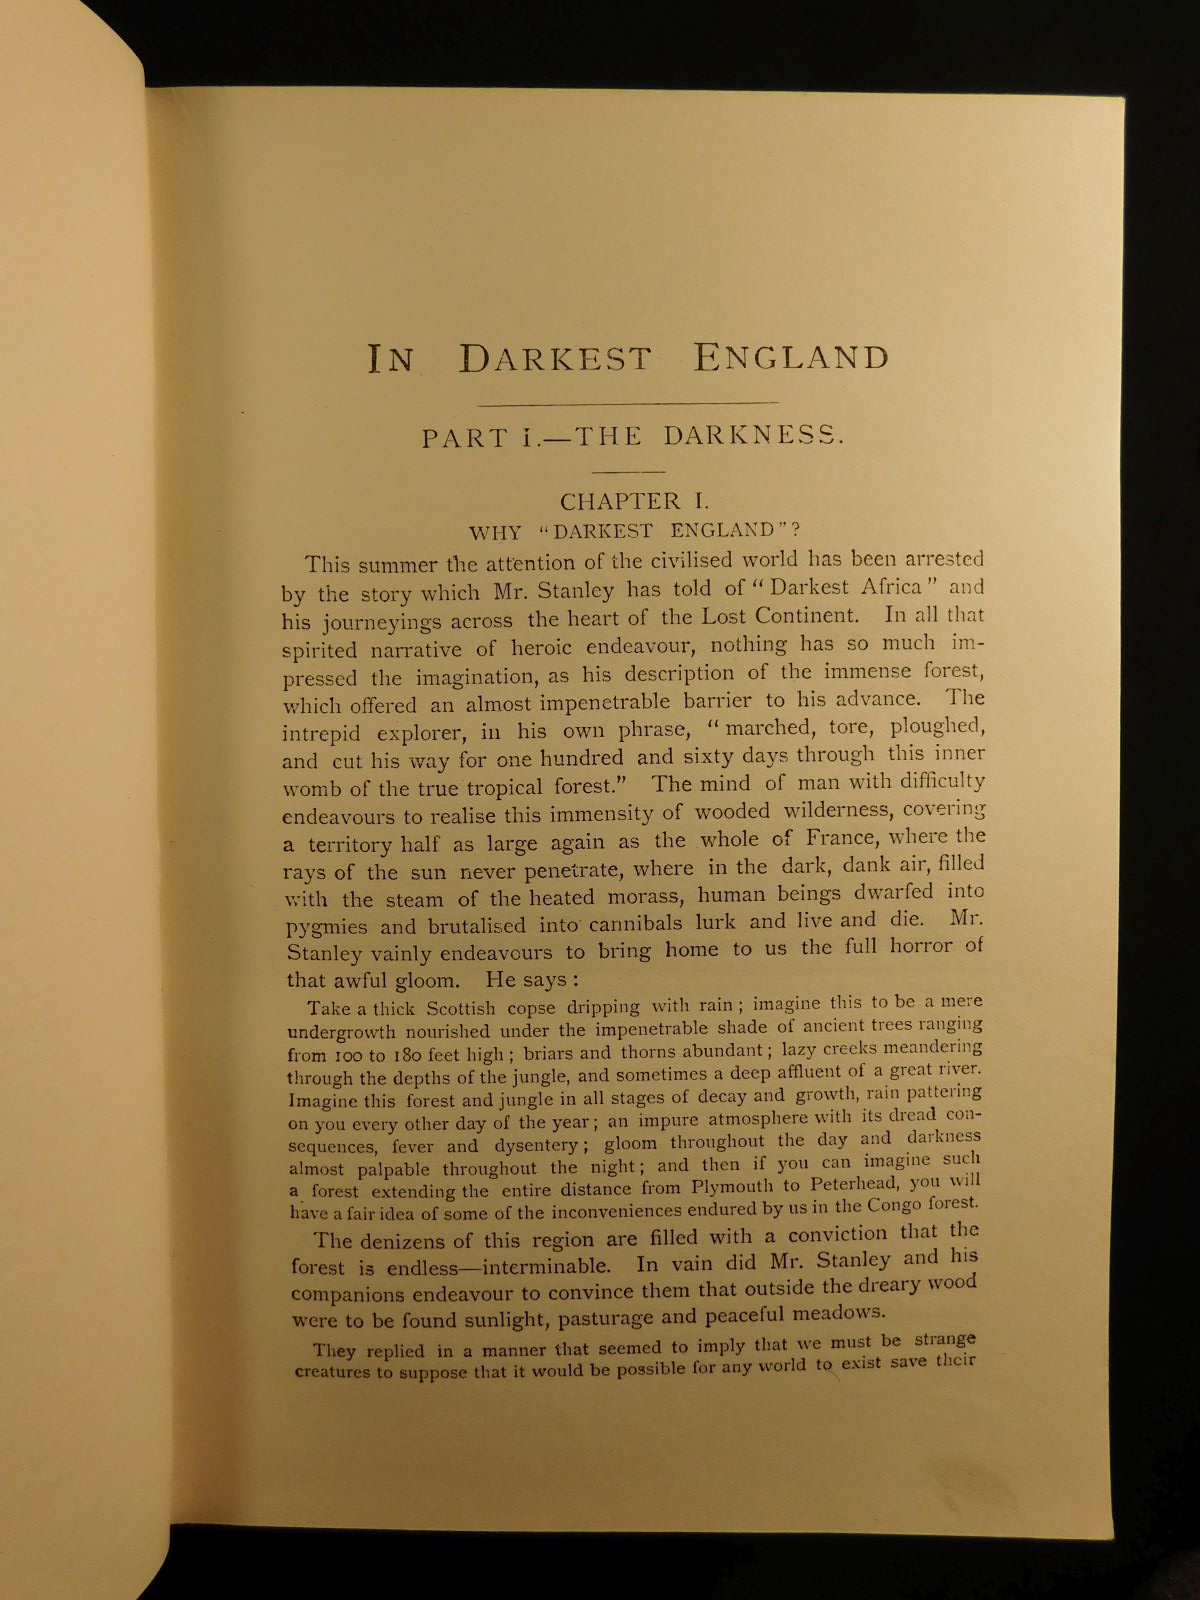 IN DARKEST ENGLAND
PART I.—THE DARKNESS.
CHAPTER I.
WHY "DARKEST ENGLAND"?
This summer the attention of the civilised world has been arrested
by the story which Mr. Stanley has told of "Darkest Africa" and
his journeyings across the heart of the Lost Continent. In all that
spirited narrative of heroic endeavour, nothing has so much im-
pressed the imagination, as his description of the immense forest,
which offered an almost impenetrable barrier to his advance. The
intrepid explorer, in his own phrase, "marched, tore, ploughed,
and cut his way for one hundred and sixty days through this inner
womb of the true tropical forest." The mind of man with difficulty
endeavours to realise this immensity of wooded wilderness, covering
a territory half as large again as the whole of France, where the
rays of the sun never penetrate, where in the dark, dank air, filled
with the steam of the heated morass, human beings dwarfed into
pygmies and brutalised into cannibals lurk and live and die. Mr.
Stanley vainly endeavours to bring home to us the full horror of
that awful gloom. He says:
Take a thick Scottish copse dripping with rain; imagine this to be a mere
undergrowth nourished under the impenetrable shade of ancient trees ranging
from 100 to 180 feet high; briars and thorns abundant; lazy creeks meandering
through the depths of the jungle, and sometimes a deep affluent of a great river.
Imagine this forest and jungle in all stages of decay and growth, rain pattering
on you every other day of the year; an impure atmosphere with its dread con-
sequences, fever and dysentery; gloom throughout the day and darkness
almost palpable throughout the night; and then if you can imagine such
a forest extending the entire distance from Plymouth to Peterhead, you will
have a fair idea of some of the inconveniences endured by us in the Congo forest.
The denizens of this region are filled with a conviction that the
forest is endless—interminable. In vain did Mr. Stanley and his
companions endeavour to convince them that outside the dreary wood
were to be found sunlight, pasturage and peaceful meadows.
They replied in a manner that seemed to imply that we must be strange
creatures to suppose that it would be possible for any world to exist save their